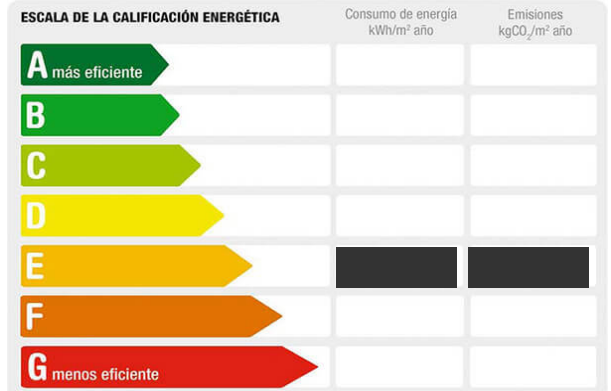 ESCALA DE LA CALIFICACIÓN ENERGÉTICA
Consumo de energía
kWh/m² año
Emisiones
kgCO₂/m² año
A más eficiente
B
C
D
E
F
G menos eficiente